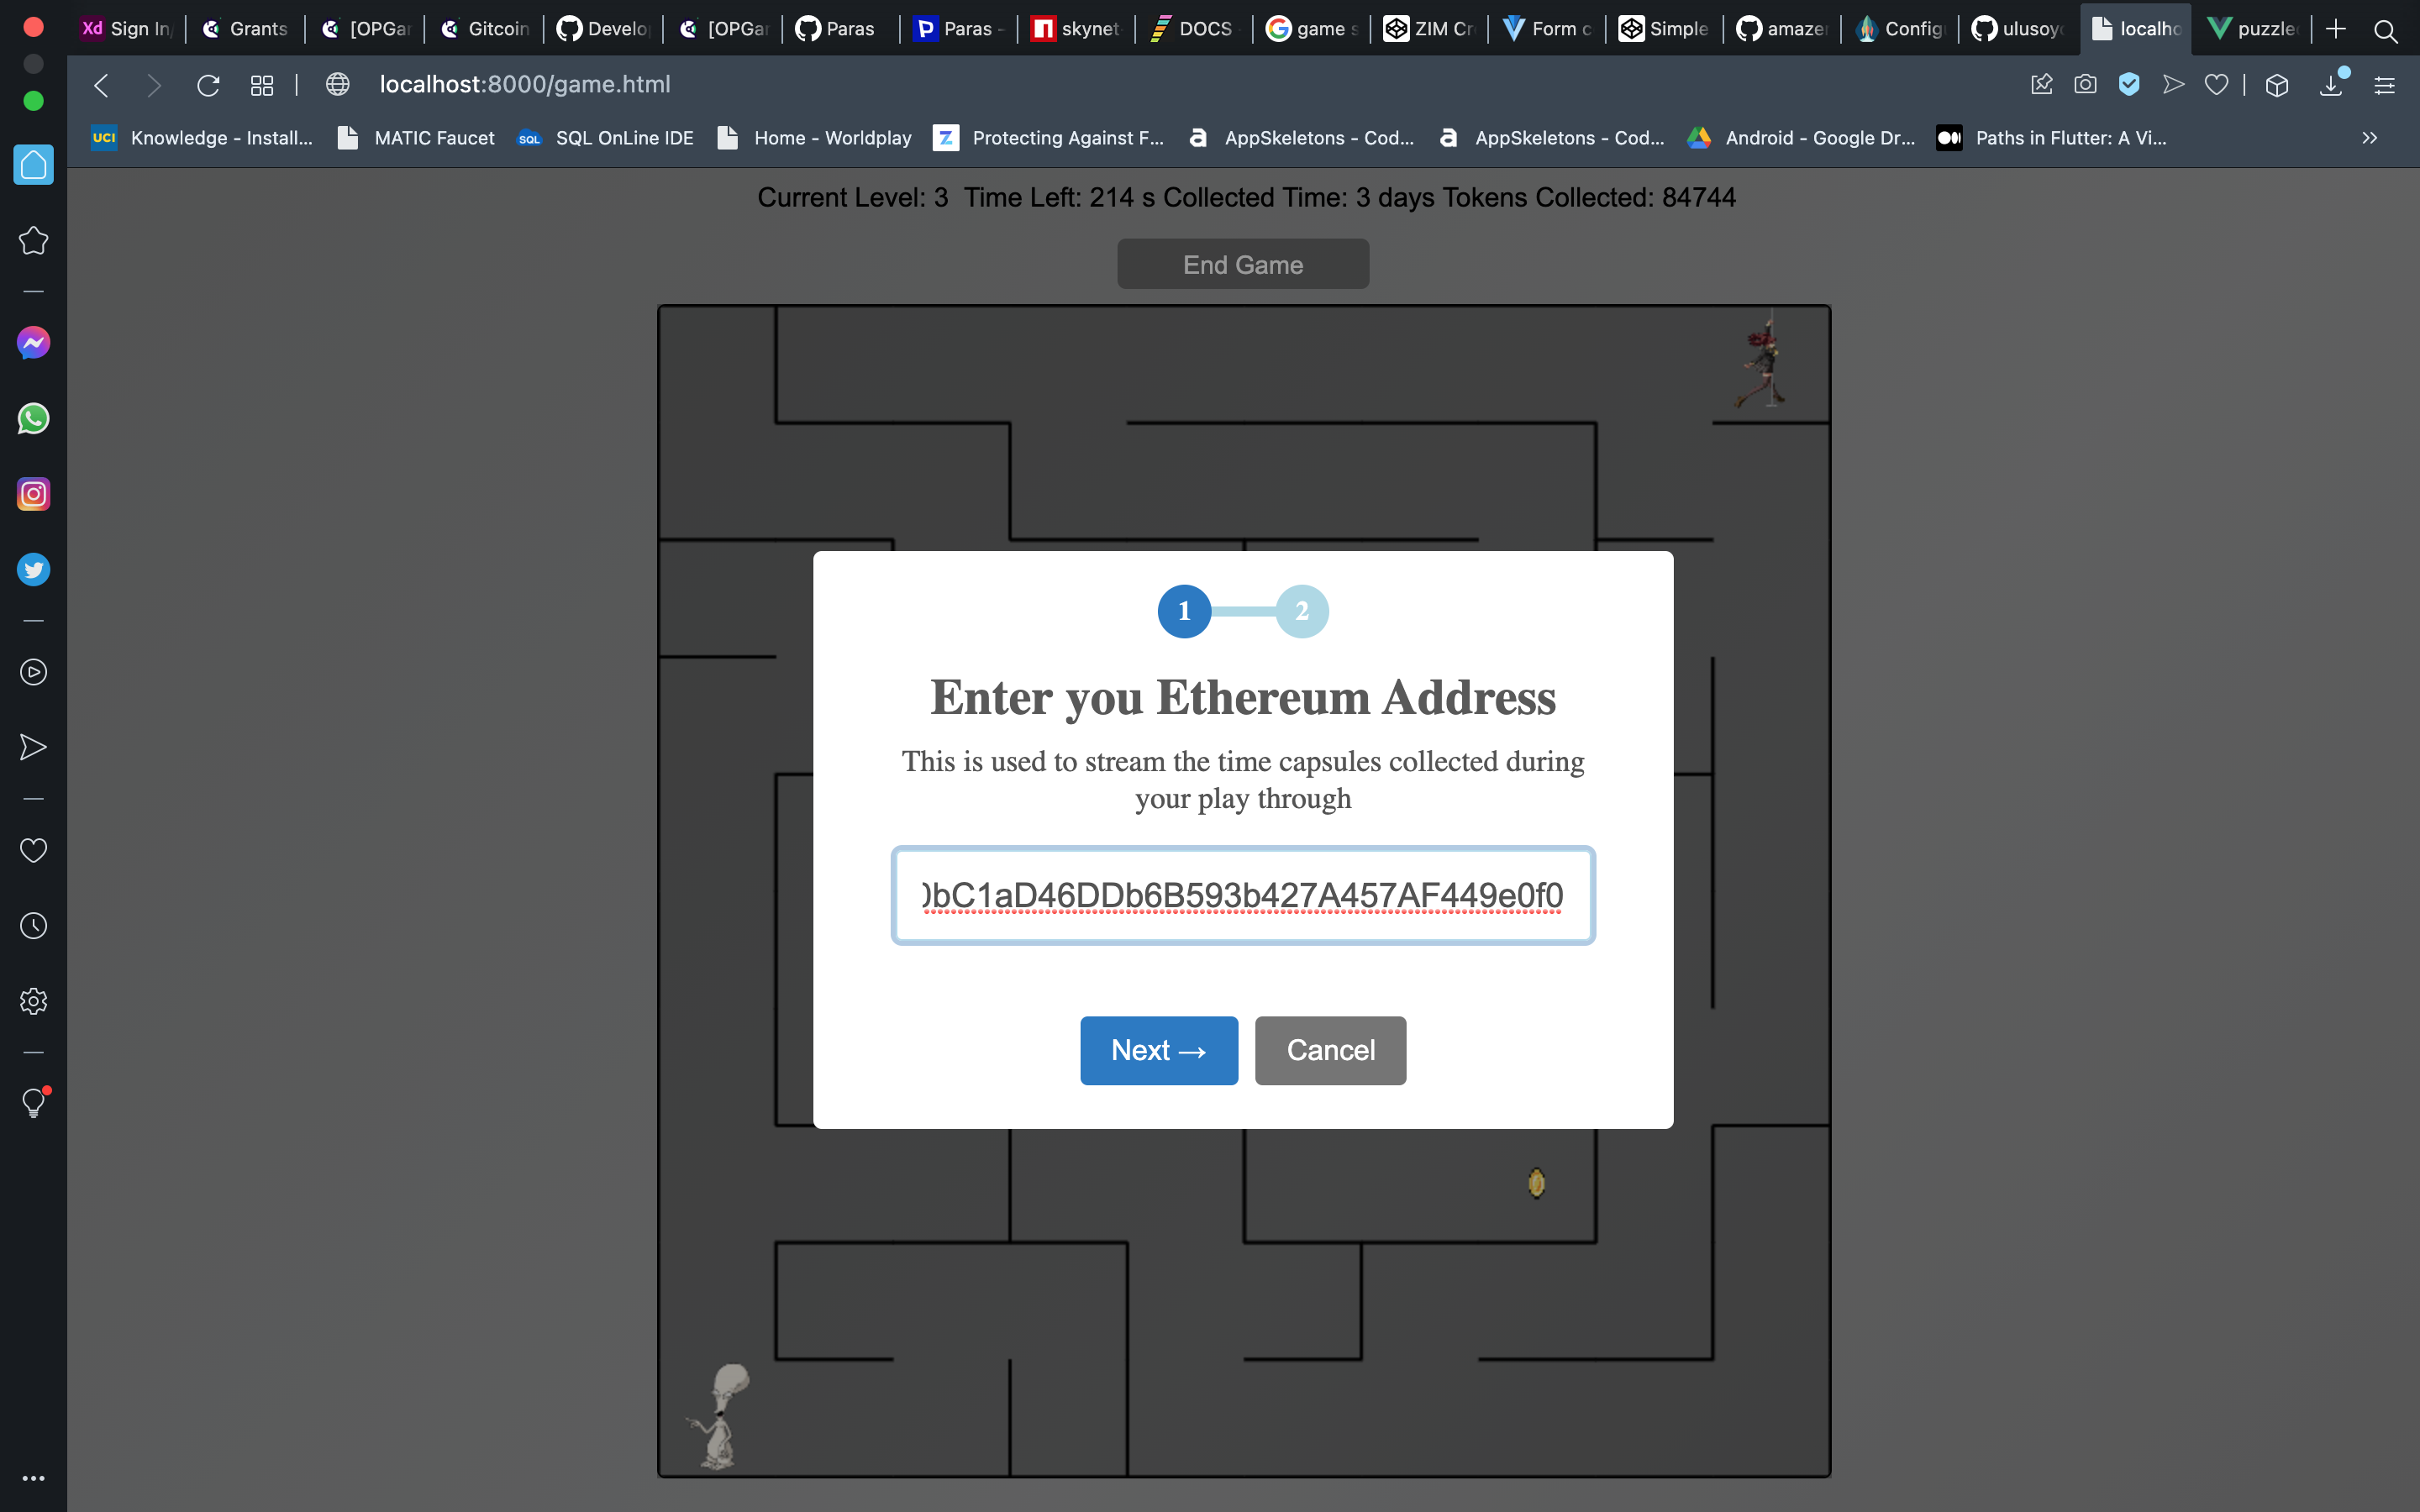 Xd Sign In/
Grants
[OPGar
Gitcoin
Develo
[OPGar
Paras
Paras -
skynet
DOCS
game s
ZIM Cr
Form c
Simple
amazer
Config
ulusoy
localho
puzzle
localhost:8000/game.html
UCI Knowledge - Install...
MATIC Faucet
SQL SQL OnLine IDE
Home - Worldplay
Z Protecting Against F...
a AppSkeletons - Cod...
a AppSkeletons - Cod...
Android - Google Dr...
Paths in Flutter: A Vi...
Current Level: 3 Time Left: 214 s Collected Time: 3 days Tokens Collected: 84744
End Game
1 2
Enter you Ethereum Address
This is used to stream the time capsules collected during
your play through
bC1aD46DDb6B593b427A457AF449e0f0
Next →
Cancel